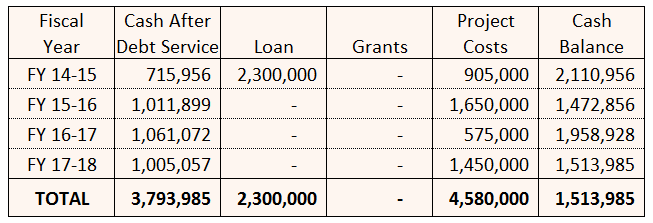 Fiscal Year Cash After Debt Service Loan Grants Project Costs Cash Balance
FY 14-15 715,956 2,300,000 - 905,000 2,110,956
FY 15-16 1,011,899 - - 1,650,000 1,472,856
FY 16-17 1,061,072 - - 575,000 1,958,928
FY 17-18 1,005,057 - - 1,450,000 1,513,985
TOTAL 3,793,985 2,300,000 - 4,580,000 1,513,985